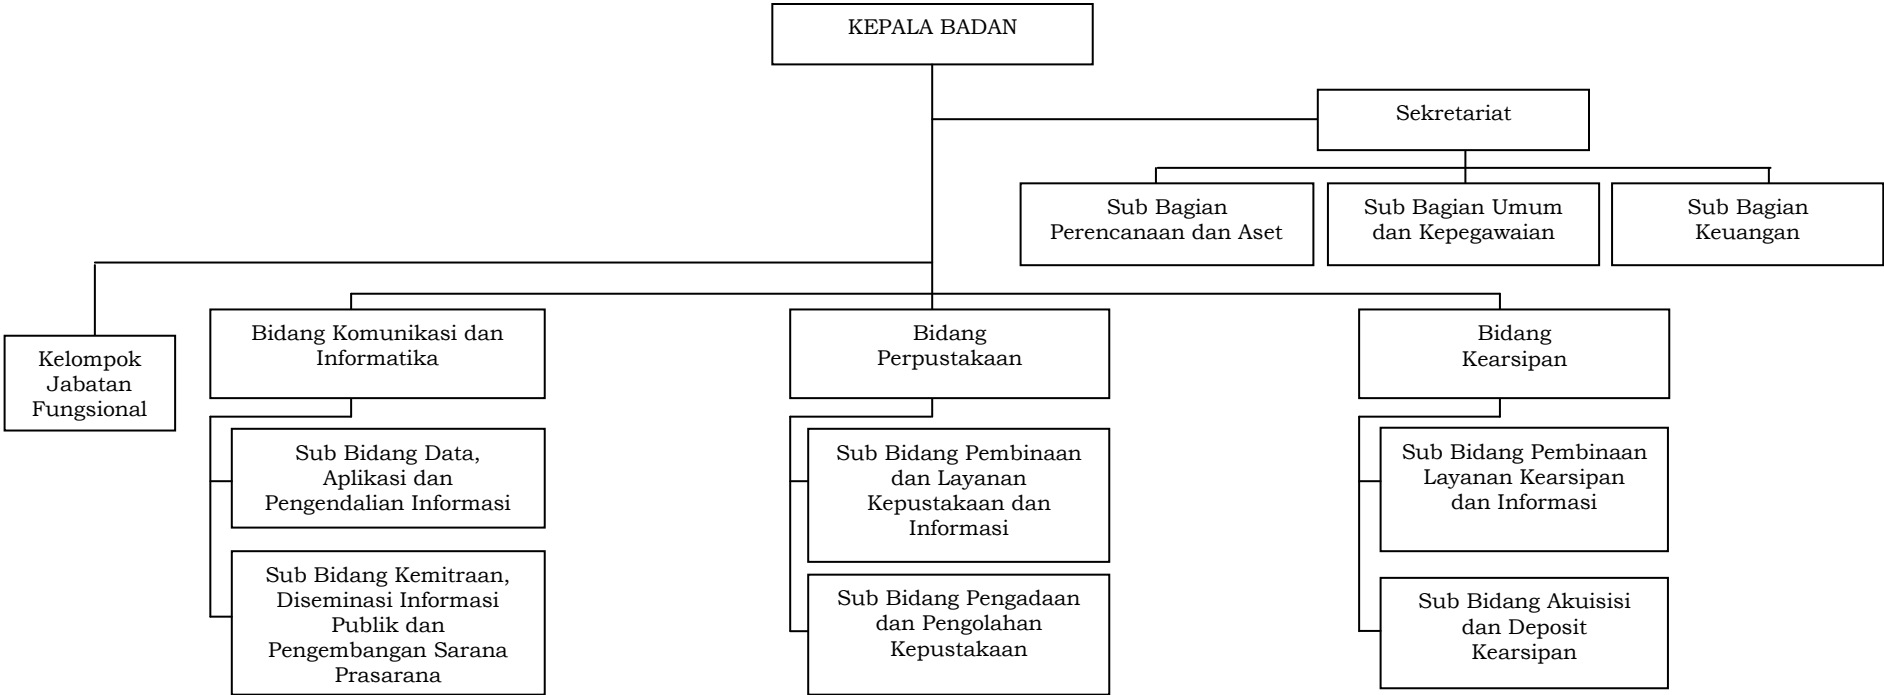 KEPALA BADAN
Sekretariat
Sub Bagian
Perencanaan dan Aset
Sub Bagian Umum
dan Kepegawaian
Sub Bagian
Keuangan
Kelompok
Jabatan
Fungsional
Bidang Komunikasi dan
Informatika
Bidang
Perpustakaan
Bidang
Kearsipan
Sub Bidang Data,
Aplikasi dan
Pengendalian Informasi
Sub Bidang Kemitraan,
Diseminasi Informasi
Publik dan
Pengembangan Sarana
Prasarana
Sub Bidang Pembinaan
dan Layanan
Kepustakaan dan
Informasi
Sub Bidang Pengadaan
dan Pengolahan
Kepustakaan
Sub Bidang Pembinaan
Layanan Kearsipan
dan Informasi
Sub Bidang Akuisisi
dan Deposit
Kearsipan